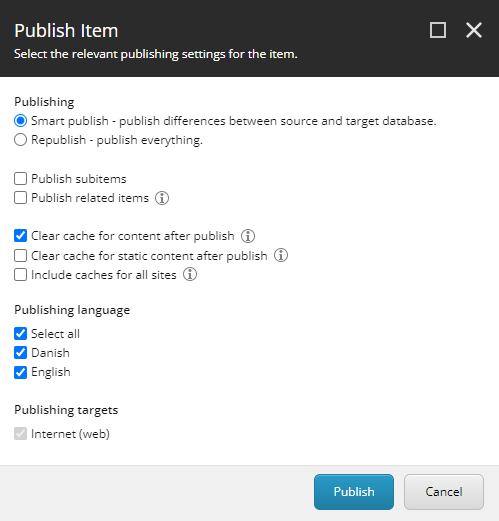 Publish Item
Select the relevant publishing settings for the item.
Publishing
Smart publish - publish differences between source and target database.
Republish - publish everything.
Publish subitems
Publish related items
Clear cache for content after publish
Clear cache for static content after publish
Include caches for all sites
Publishing language
Select all
Danish
English
Publishing targets
Internet (web)
Publish Cancel